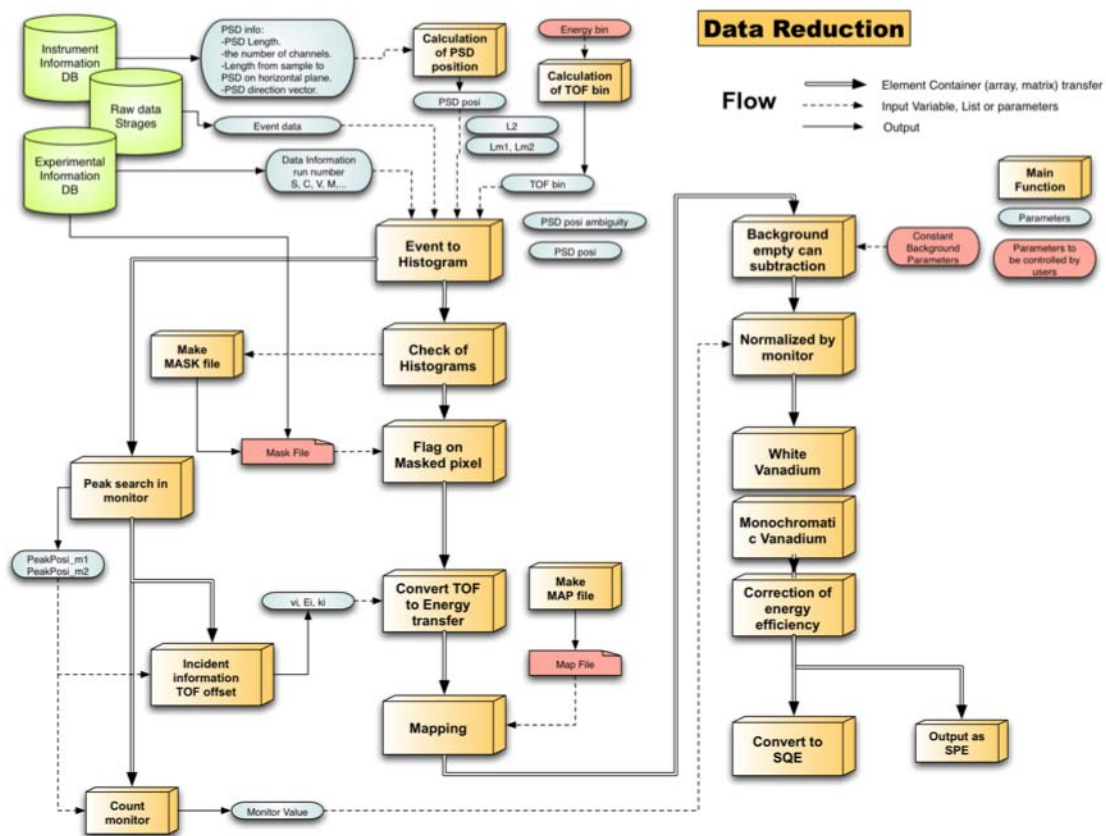 Data Reduction
Flow
Element Container (array, matrix) transfer
Input Variable, List or parameters
Output
Main
Function
Parameters
Parameters to
be controlled by
users
Instrument
Information
DB
Raw data
Strages
Experimental
Information
DB
PSD info:
-PSD Length.
-the number of channels.
-Length from sample to
PSD on horizontal plane.
-PSD direction vector.
Calculation
of PSD
position
Energy bin
Calculation
of TOF bin
PSD posi
Event data
L2
Lm1, Lm2
Data Information
run number
S, C, V, M,...
TOF bin
PSD posi ambiguity
PSD posi
Event to
Histogram
Make
MASK file
Check of
Histograms
Mask File
Flag on
Masked pixel
Peak search in
monitor
PeakPosi_m1
PeakPosi_m2
vi, Ei, ki
Convert TOF
to Energy
transfer
Make
MAP file
Incident
information
TOF offset
Map File
Mapping
Count
monitor
Monitor Value
Background
empty can
subtraction
Constant
Background
Parameters
Normalized by
monitor
White
Vanadium
Monochromat
ic Vanadium
Correction of
energy
efficiency
Convert to
SQE
Output as
SPE